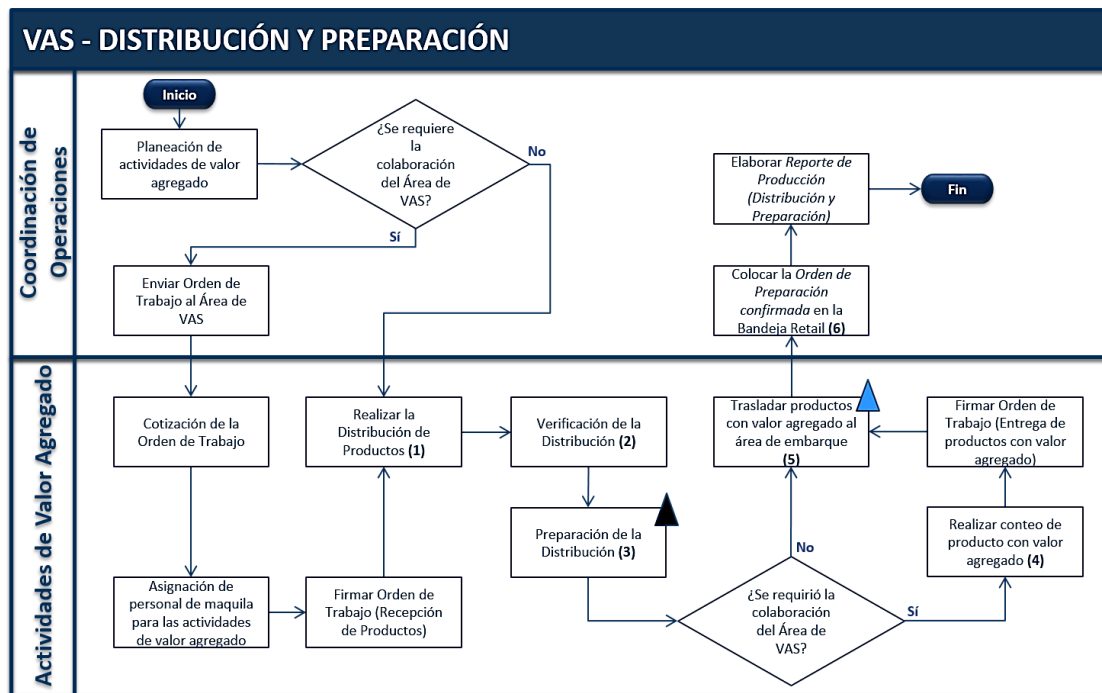 VAS - DISTRIBUCIÓN Y PREPARACIÓN
Coordinación de
Operaciones
Inicio
Planeación de
actividades de valor
agregado
¿Se requiere
la
colaboración
del Área de
VAS?
No
Sí
Enviar Orden de
Trabajo al Área de
VAS
Elaborar Reporte de
Producción
(Distribución y
Preparación)
Fin
Colocar la Orden de
Preparación
confirmada en la
Bandeja Retail (6)
Actividades de Valor Agregado
Cotización de la
Orden de Trabajo
Asignación de
personal de maquila
para las actividades
de valor agregado
Firmar Orden de
Trabajo (Recepción
de Productos)
Realizar la
Distribución de
Productos (1)
Verificación de la
Distribución (2)
Preparación de la
Distribución (3)
¿Se requirió la
colaboración
del Área de
VAS?
No
Sí
Realizar conteo de
producto con valor
agregado (4)
Firmar Orden de
Trabajo (Entrega de
productos con valor
agregado)
Trasladar productos
con valor agregado al
área de embarque
(5)